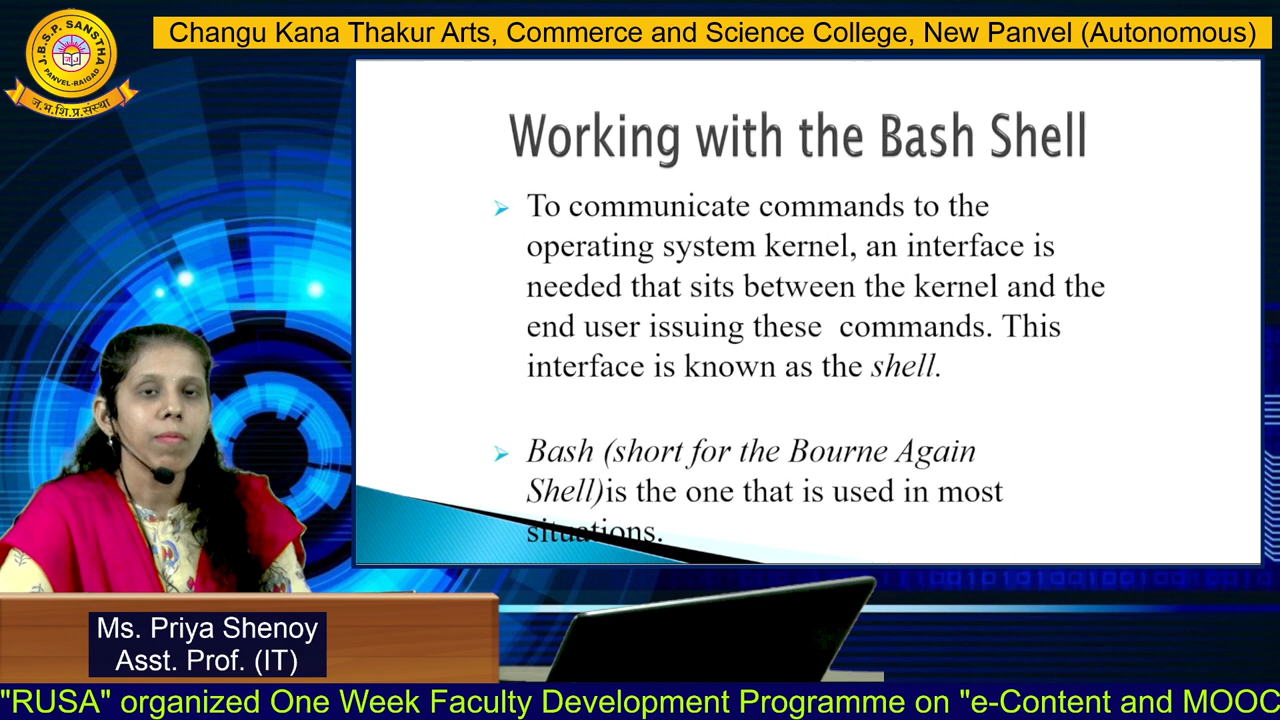 J.B.S.P. SANSTHA
PANVEL-RAIGAD
ज.भ.शि.प्र.संस्था
Changu Kana Thakur Arts, Commerce and Science College, New Panvel (Autonomous)
Working with the Bash Shell
To communicate commands to the
operating system kernel, an interface is
needed that sits between the kernel and the
end user issuing these commands. This
interface is known as the shell.
Bash (short for the Bourne Again
Shell)is the one that is used in most
situations.
Ms. Priya Shenoy
Asst. Prof. (IT)
"RUSA" organized One Week Faculty Development Programme on "e-Content and MOOC